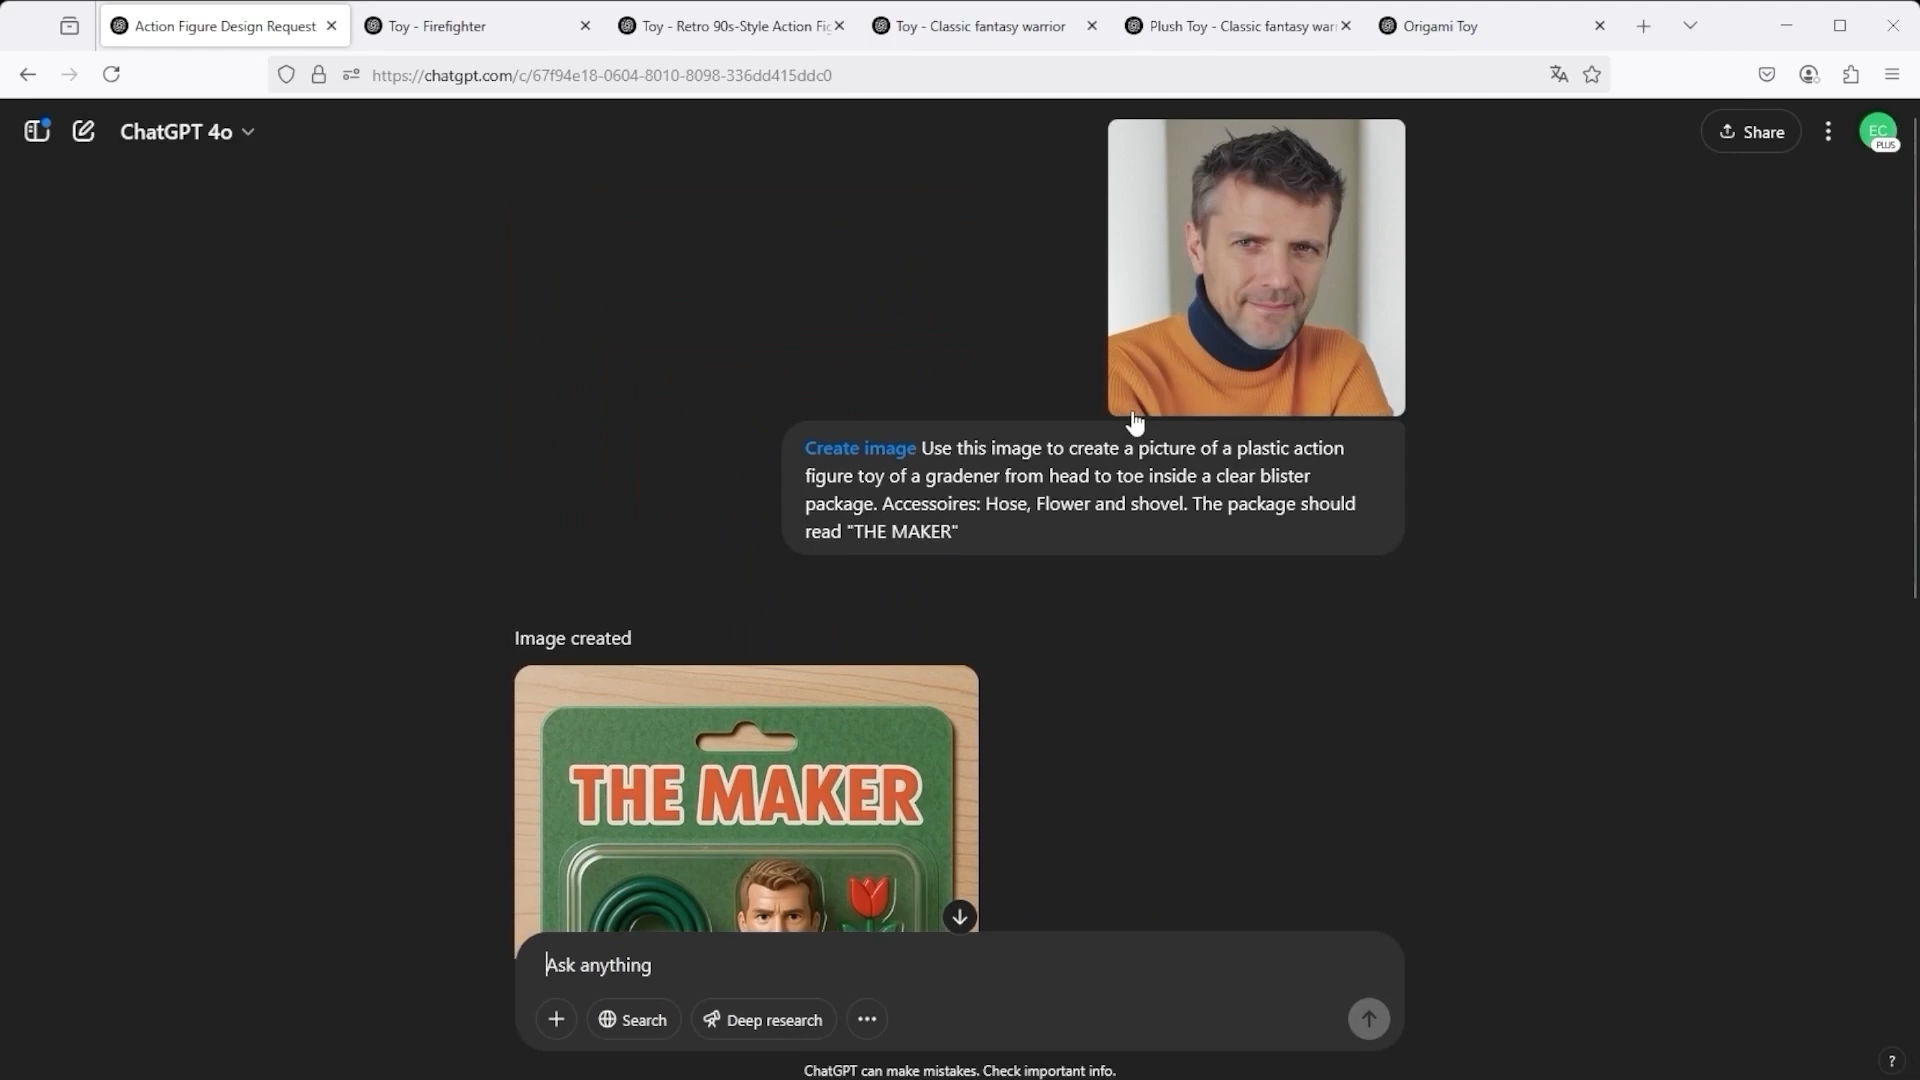 Action Figure Design Request
Toy - Firefighter
Toy - Retro 90s-Style Action Fig
Toy - Classic fantasy warrior
Plush Toy - Classic fantasy warr
Origami Toy
https://chatgpt.com/c/67f94e18-0604-8010-8098-336dd415ddc0
ChatGPT 4o
Share
EC
PLUS
Create image Use this image to create a picture of a plastic action
figure toy of a gradener from head to toe inside a clear blister
package. Accessoires: Hose, Flower and shovel. The package should
read "THE MAKER"
Image created
THE MAKER
Ask anything
Search
Deep research
ChatGPT can make mistakes. Check important info.
?